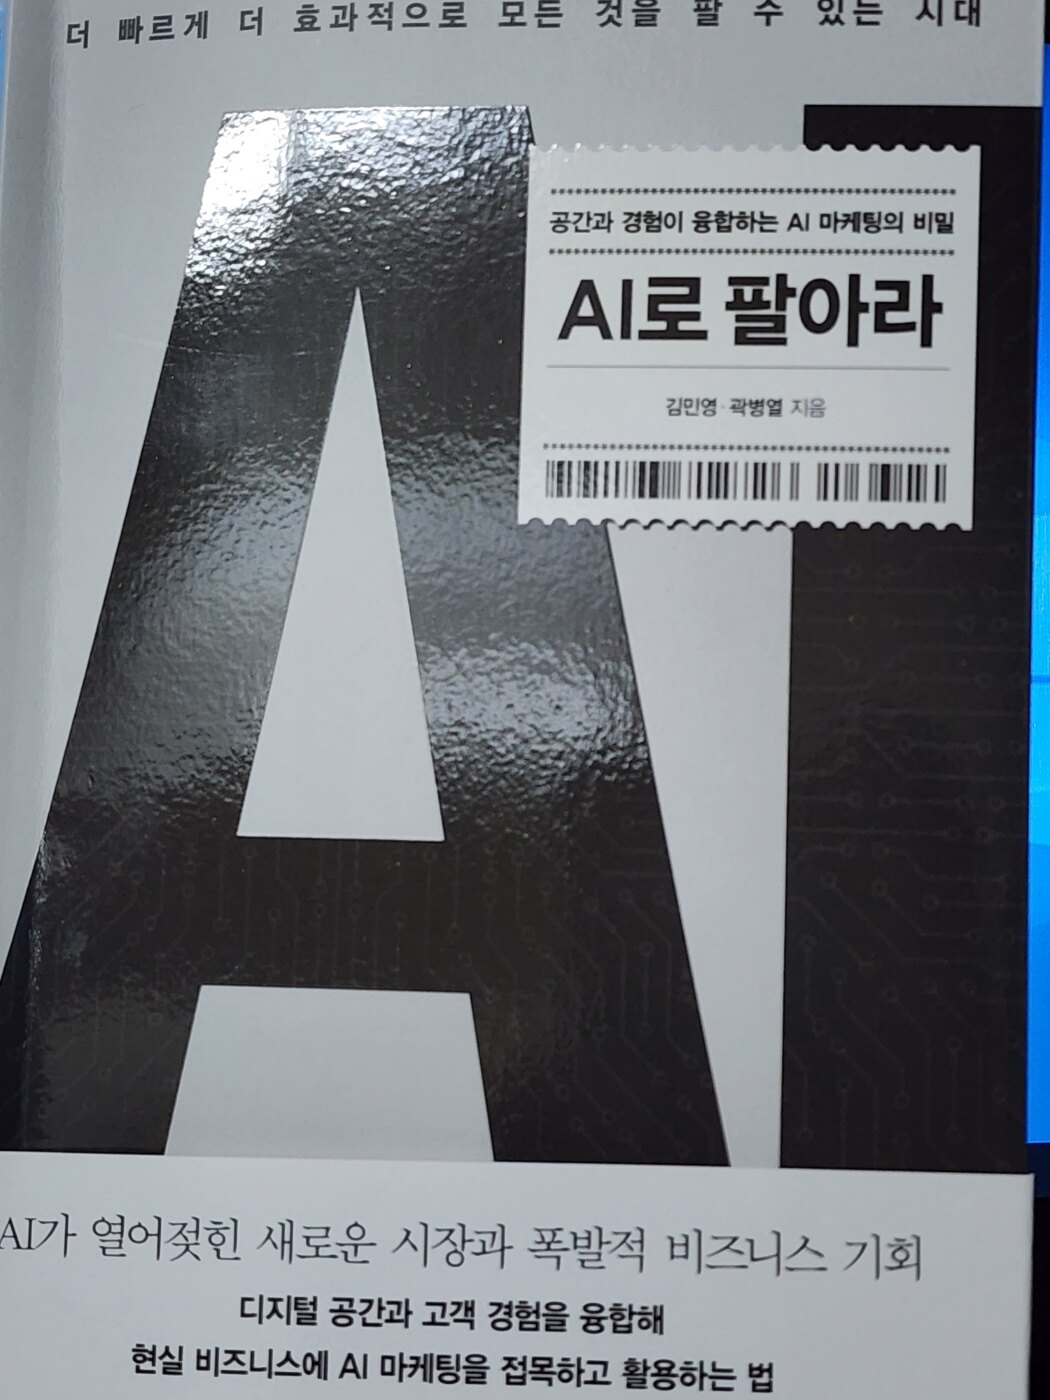 더 빠르게 더 효과적으로 모든 것을 팔 수 있는 시대
공간과 경험이 융합하는 AI 마케팅의 비밀
AI로 팔아라
김민영·곽병열 지음
AI
AI가 열어젖힌 새로운 시장과 폭발적 비즈니스 기회
디지털 공간과 고객 경험을 융합해
현실 비즈니스에 AI 마케팅을 접목하고 활용하는 법